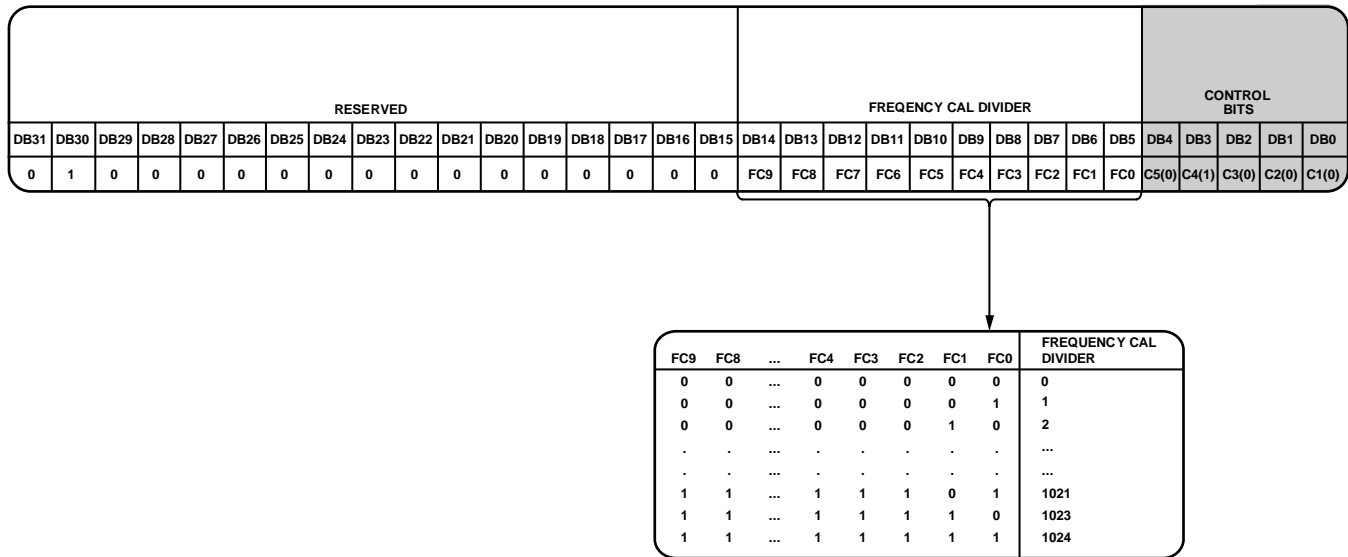 RESERVED FREQENCY CAL DIVIDER CONTROL BITS
DB31 DB30 DB29 DB28 DB27 DB26 DB25 DB24 DB23 DB22 DB21 DB20 DB19 DB18 DB17 DB16 DB15 DB14 DB13 DB12 DB11 DB10 DB9 DB8 DB7 DB6 DB5 DB4 DB3 DB2 DB1 DB0
0 1 0 0 0 0 0 0 0 0 0 0 0 0 0 0 0 FC9 FC8 FC7 FC6 FC5 FC4 FC3 FC2 FC1 FC0 C5(0) C4(1) C3(0) C2(0) C1(0)
FC9 FC8 ... FC4 FC3 FC2 FC1 FC0 FREQUENCY CAL DIVIDER
0 0 ... 0 0 0 0 0 0
0 0 ... 0 0 0 0 1 1
0 0 ... 0 0 0 1 0 2
. . ... . . . . . ...
. . ... . . . . . ...
1 1 ... 1 1 1 0 1 1021
1 1 ... 1 1 1 1 0 1023
1 1 ... 1 1 1 1 1 1024